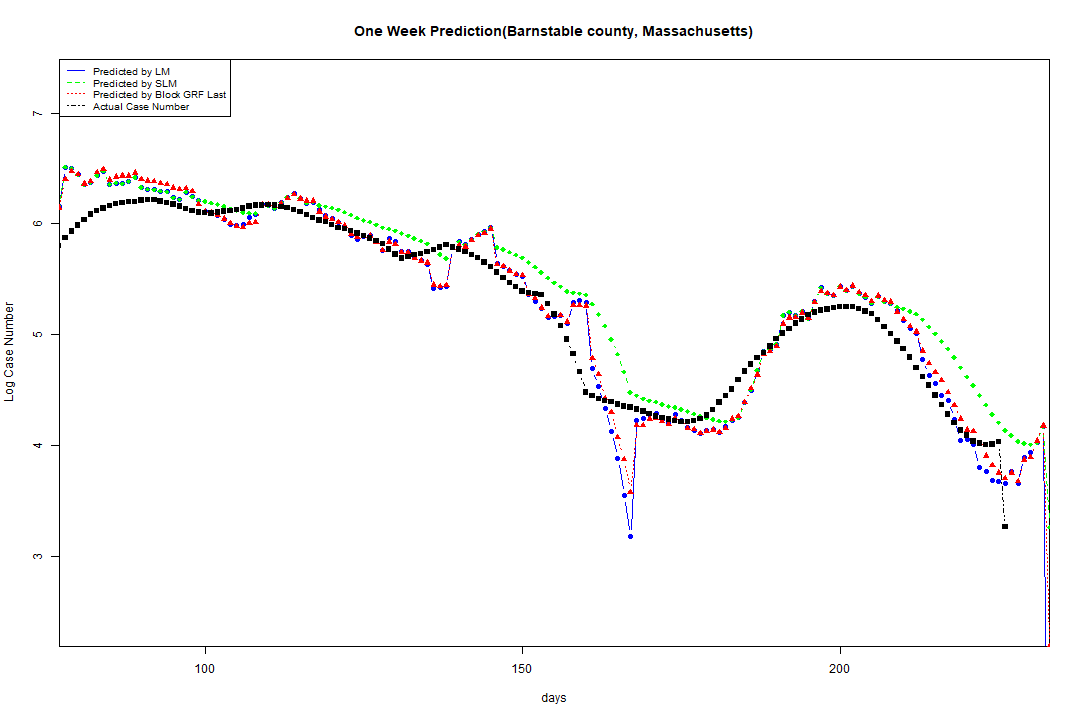 One Week Prediction(Barnstable county, Massachusetts)
Predicted by LM
Predicted by SLM
Predicted by Block GRF Last
Actual Case Number
7
6
5
4
3
Log Case Number
100 150 200
days